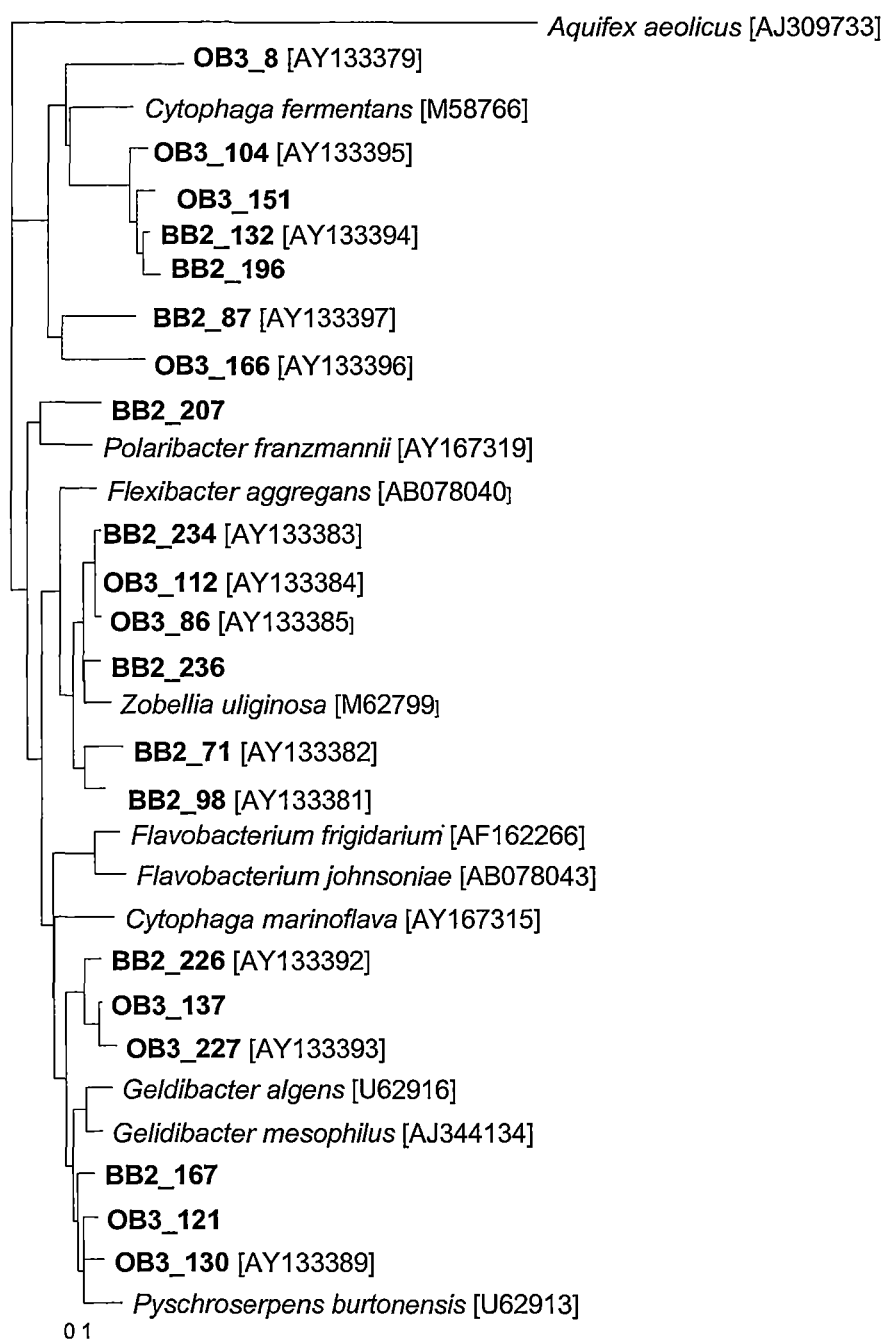 Aquifex aeolicus [AJ309733]
OB3_8 [AY133379]
Cytophaga fermentans [M58766]
OB3_104 [AY133395]
OB3_151
BB2_132 [AY133394]
BB2_196
BB2_87 [AY133397]
OB3_166 [AY133396]
BB2_207
Polaribacter franzmannii [AY167319]
Flexibacter aggregans [AB078040]
BB2_234 [AY133383]
OB3_112 [AY133384]
OB3_86 [AY133385]
BB2_236
Zobellia uliginosa [M62799]
BB2_71 [AY133382]
BB2_98 [AY133381]
Flavobacterium frigidarium [AF162266]
Flavobacterium johnsoniae [AB078043]
Cytophaga marinoflava [AY167315]
BB2_226 [AY133392]
OB3_137
OB3_227 [AY133393]
Geldibacter algens [U62916]
Gelidibacter mesophilus [AJ344134]
BB2_167
OB3_121
OB3_130 [AY133389]
Pyschroserpens burtonensis [U62913]
0 1